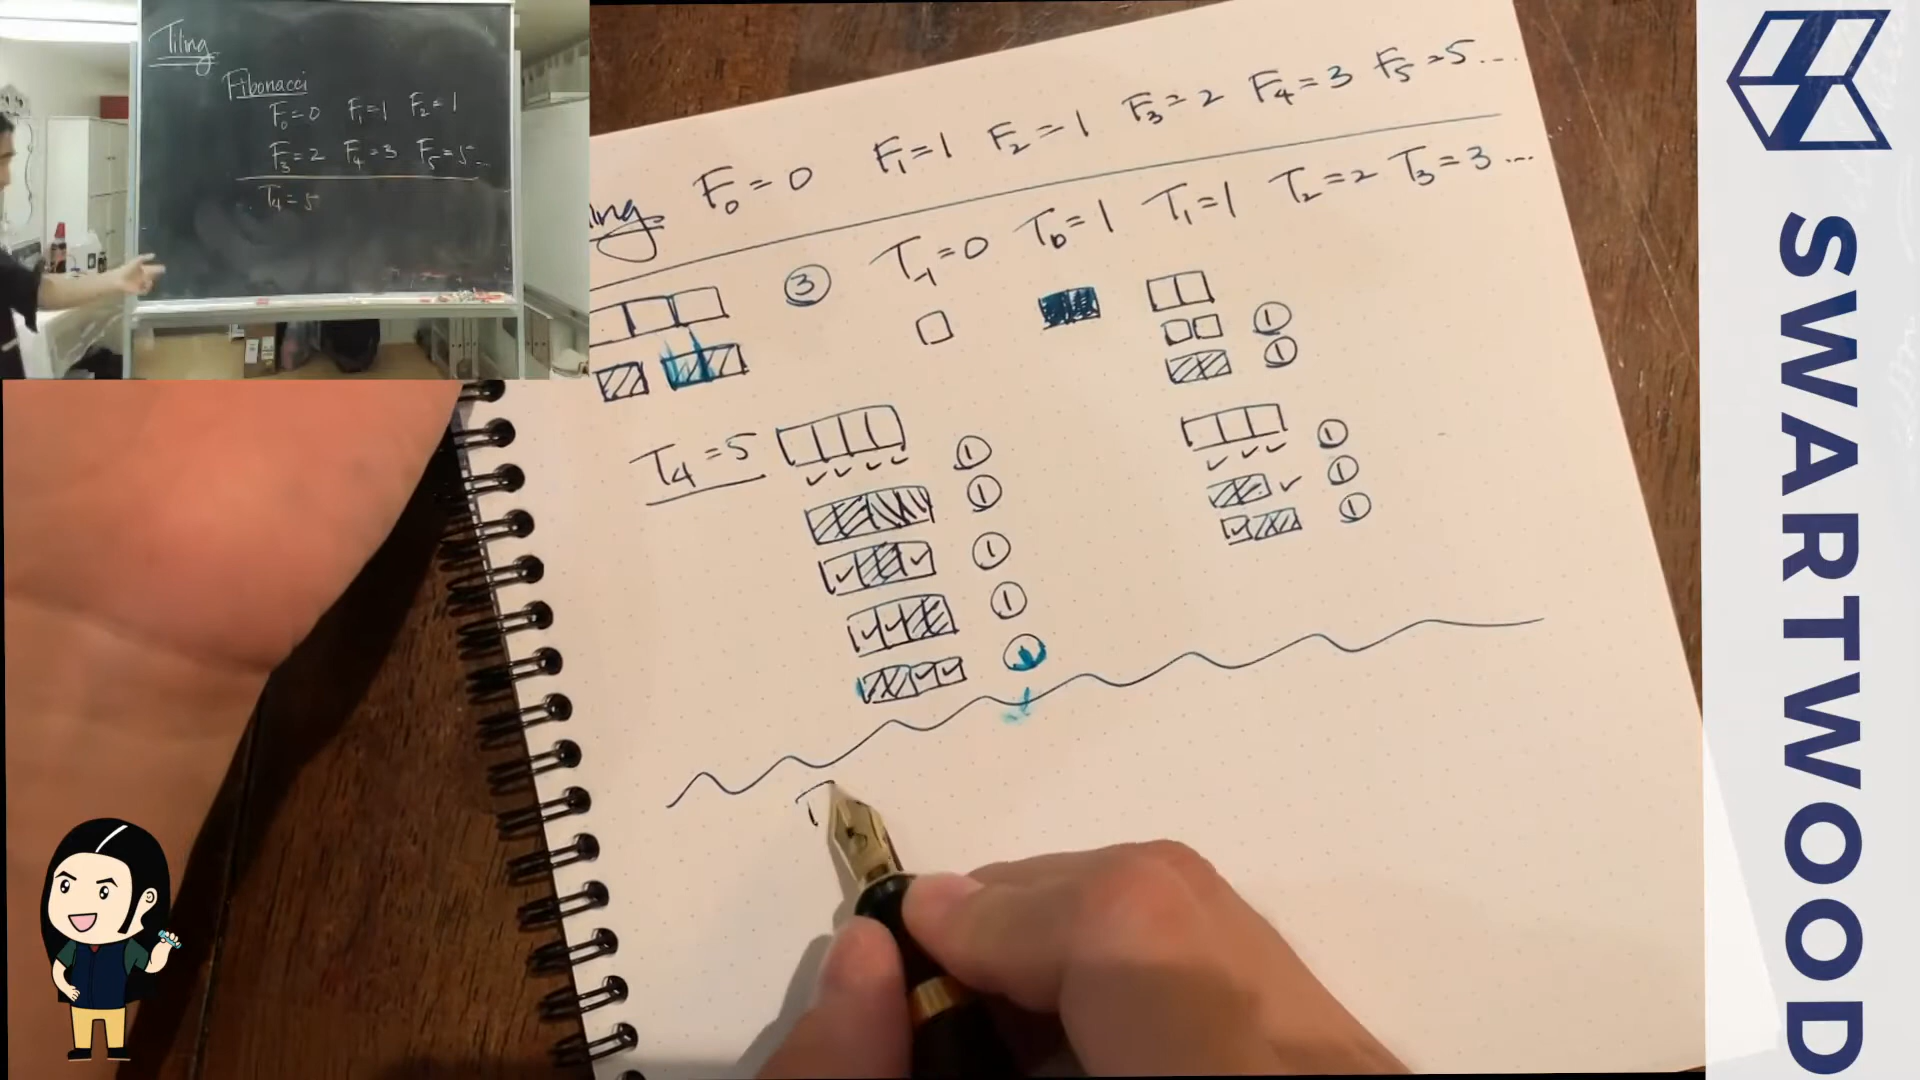 Tiling
Fibonacci
F₀=0 F₁=1 F₂=1
F₃=2 F₄=3 F₅=5...
T₄=5
F₀=0 F₁=1 F₂=1 F₃=2 F₄=3 F₅=5...
ing
T₋₁=0 T₀=1 T₁=1 T₂=2 T₃=3...
3
1
1
T₄=5
1
1
1
1
1
1
1
T
SWARTWOOD